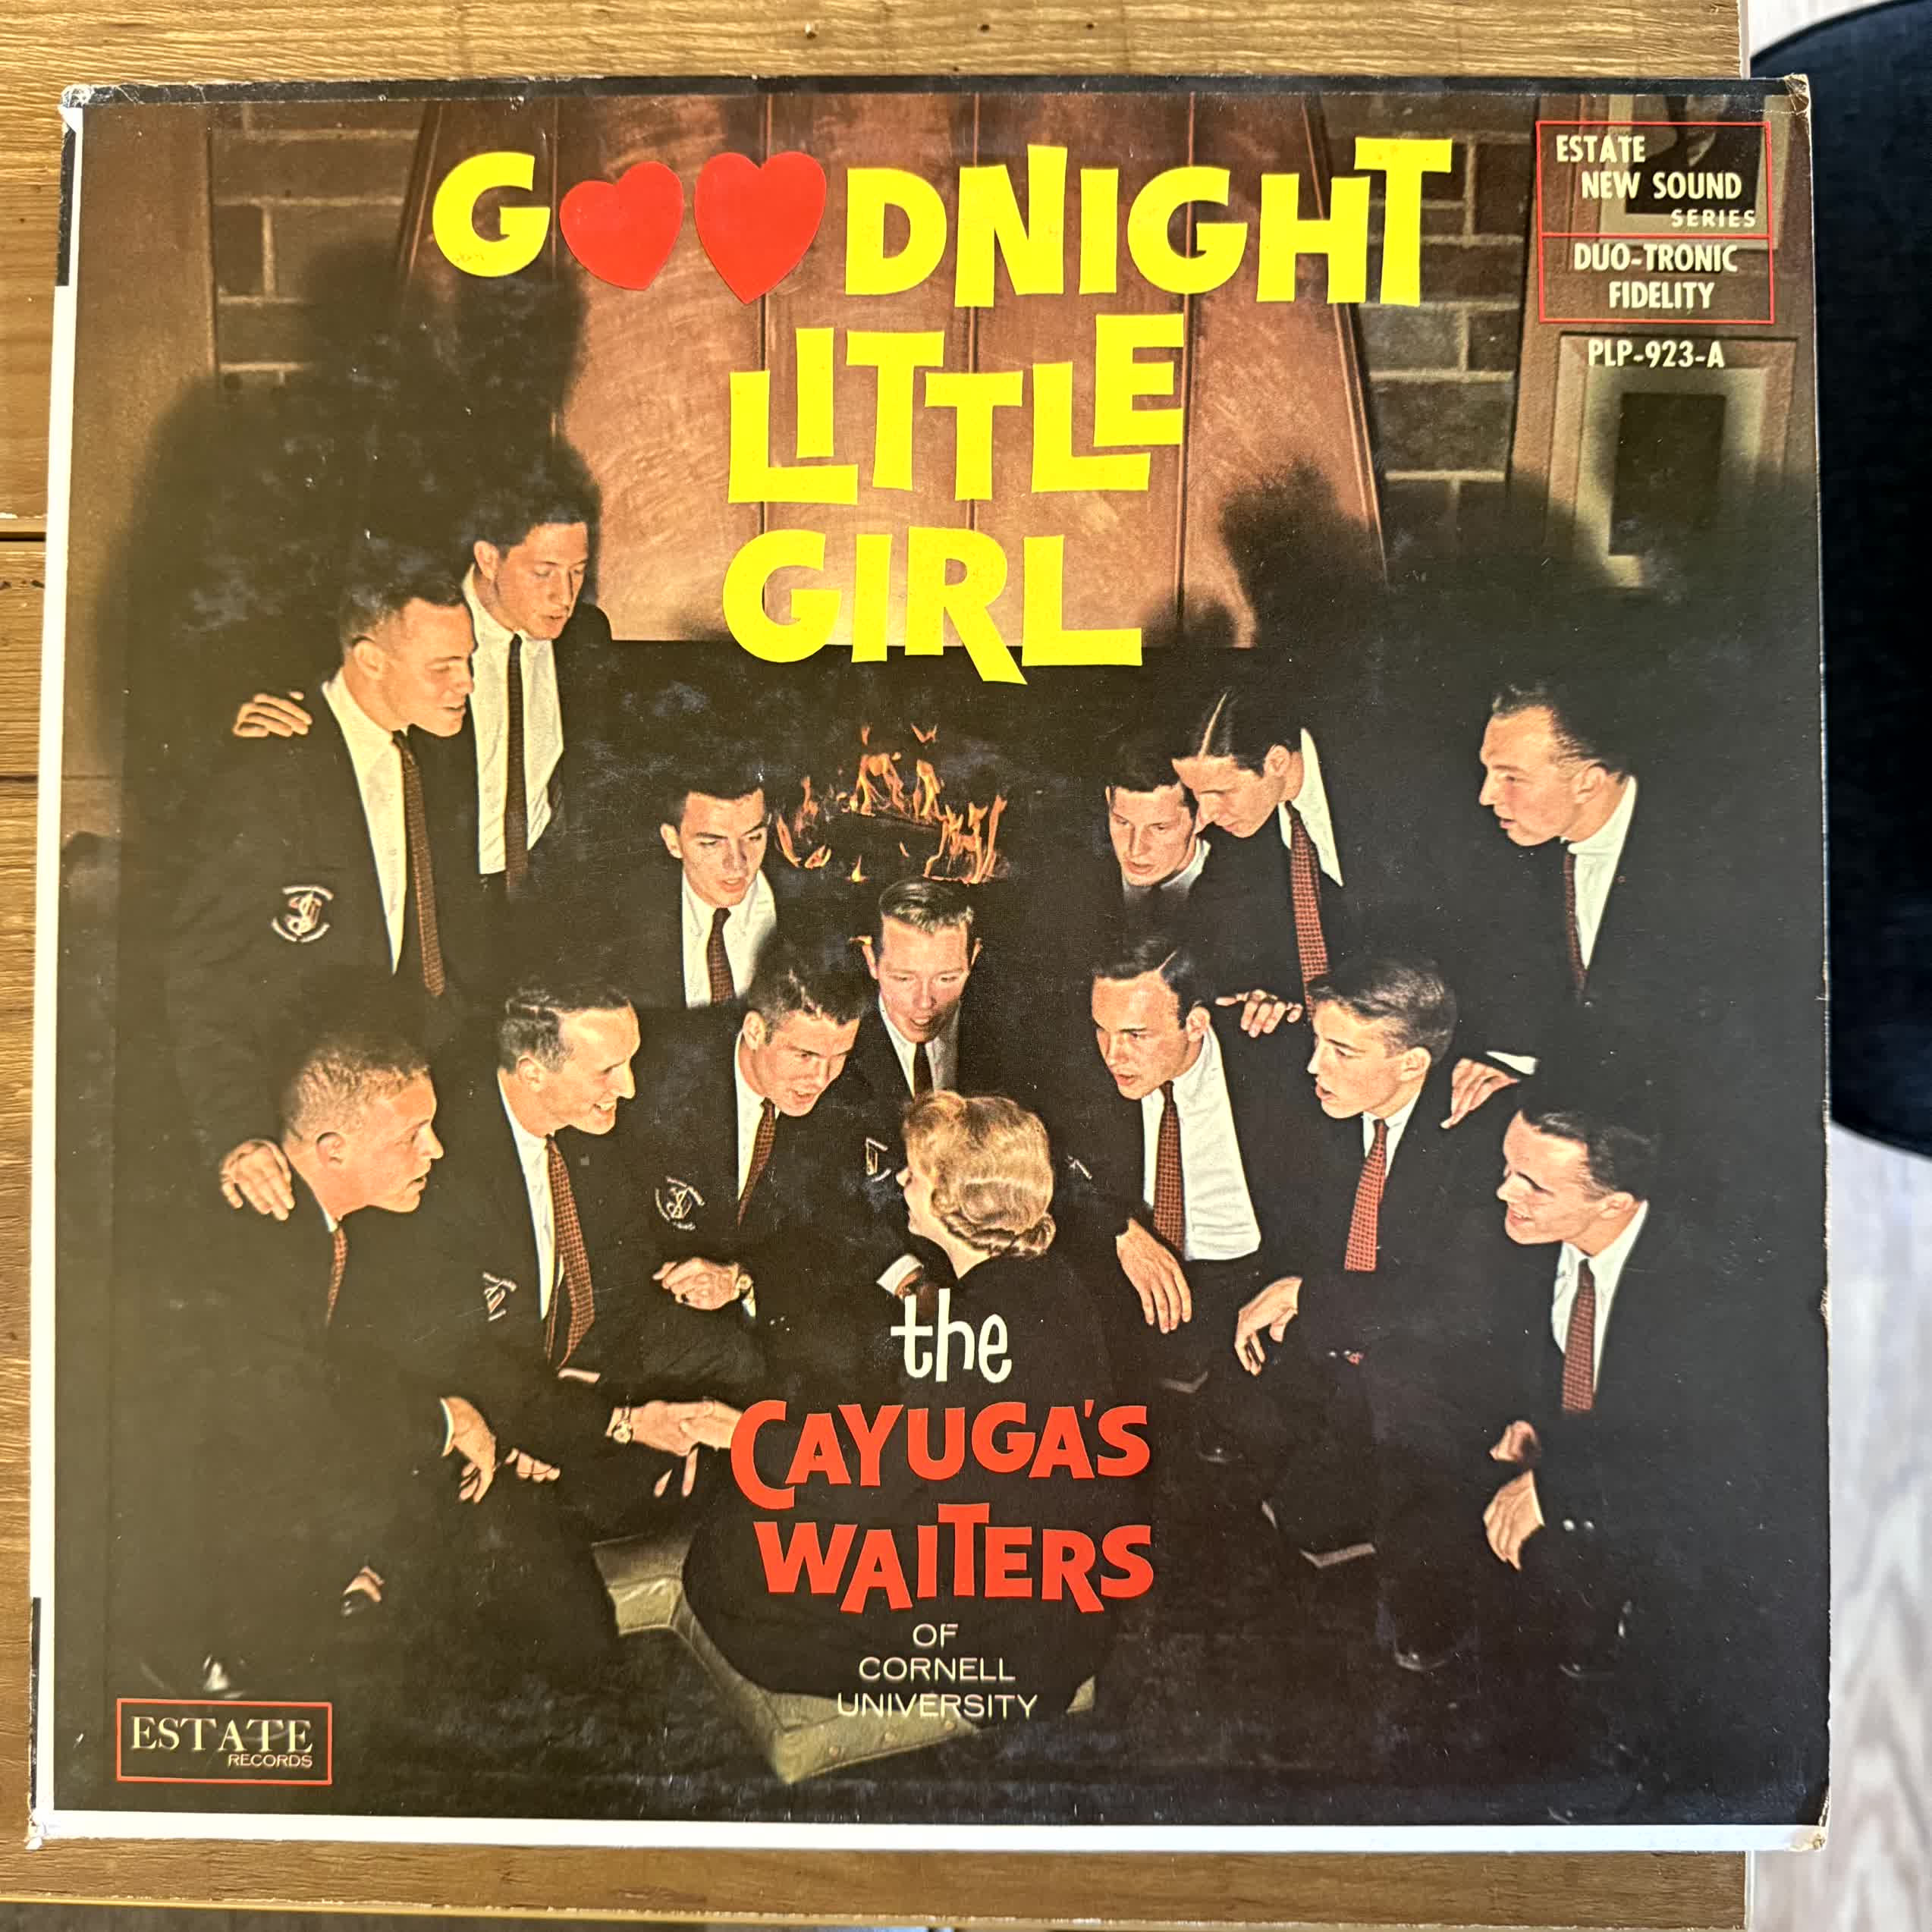 G♥♥DNIGHT
LITTLE
GIRL
ESTATE
NEW SOUND
SERIES
DUO-TRONIC
FIDELITY
PLP-923-A
the
CAYUGA'S
WAITERS
OF
CORNELL
UNIVERSITY
ESTATE
RECORDS